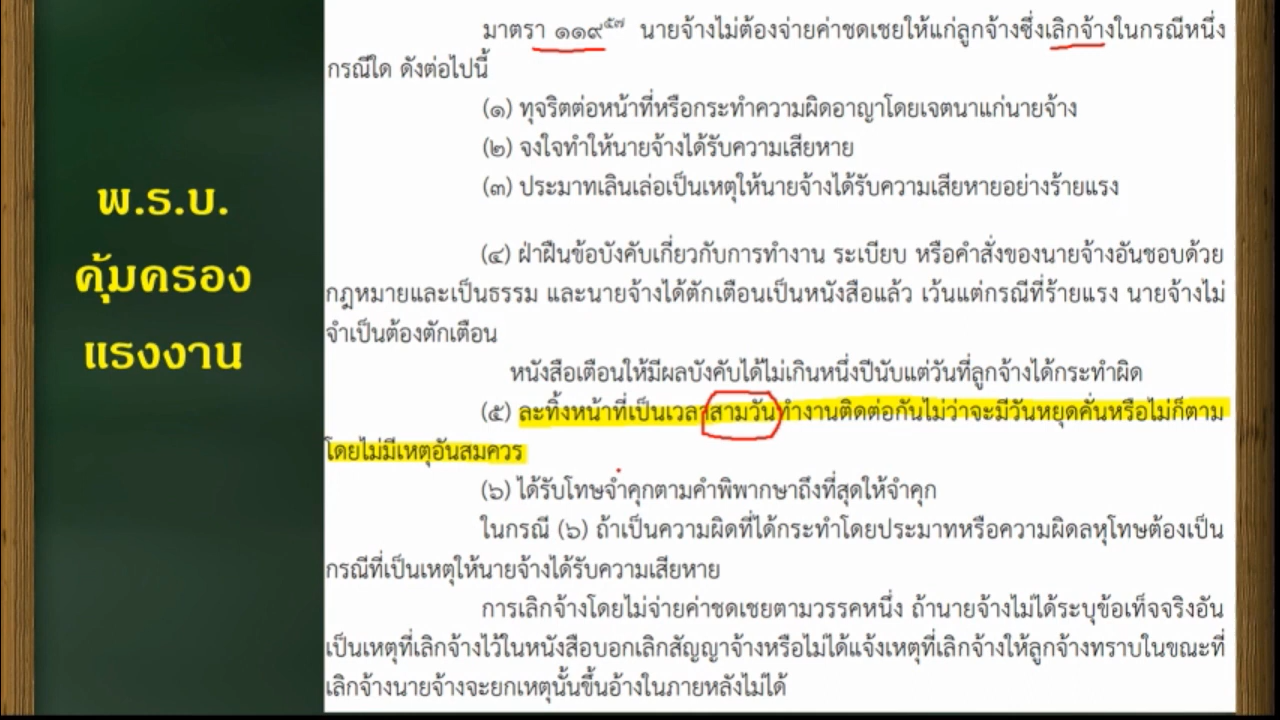 พ.ร.บ.
คุ้มครอง
แรงงาน
มาตรา ๑๑๙๕๗ นายจ้างไม่ต้องจ่ายค่าชดเชยให้แก่ลูกจ้างซึ่งเลิกจ้างในกรณีหนึ่ง
กรณีใด ดังต่อไปนี้
(๑) ทุจริตต่อหน้าที่หรือกระทำความผิดอาญาโดยเจตนาแก่นายจ้าง
(๒) จงใจทำให้นายจ้างได้รับความเสียหาย
(๓) ประมาทเลินเล่อเป็นเหตุให้นายจ้างได้รับความเสียหายอย่างร้ายแรง
(๔) ฝ่าฝืนข้อบังคับเกี่ยวกับการทำงาน ระเบียบ หรือคำสั่งของนายจ้างอันชอบด้วย
กฎหมายและเป็นธรรม และนายจ้างได้ตักเตือนเป็นหนังสือแล้ว เว้นแต่กรณีที่ร้ายแรง นายจ้างไม่
จำเป็นต้องตักเตือน
หนังสือเตือนให้มีผลบังคับได้ไม่เกินหนึ่งปีนับแต่วันที่ลูกจ้างได้กระทำผิด
(๕) ละทิ้งหน้าที่เป็นเวลาสามวันทำงานติดต่อกันไม่ว่าจะมีวันหยุดคั่นหรือไม่ก็ตาม
โดยไม่มีเหตุอันสมควร
(๖) ได้รับโทษจำคุกตามคำพิพากษาถึงที่สุดให้จำคุก
ในกรณี (๖) ถ้าเป็นความผิดที่ได้กระทำโดยประมาทหรือความผิดลหุโทษต้องเป็น
กรณีที่เป็นเหตุให้นายจ้างได้รับความเสียหาย
การเลิกจ้างโดยไม่จ่ายค่าชดเชยตามวรรคหนึ่ง ถ้านายจ้างไม่ได้ระบุข้อเท็จจริงอัน
เป็นเหตุที่เลิกจ้างไว้ในหนังสือบอกเลิกสัญญาจ้างหรือไม่ได้แจ้งเหตุที่เลิกจ้างให้ลูกจ้างทราบในขณะที่
เลิกจ้างนายจ้างจะยกเหตุนั้นขึ้นอ้างในภายหลังไม่ได้